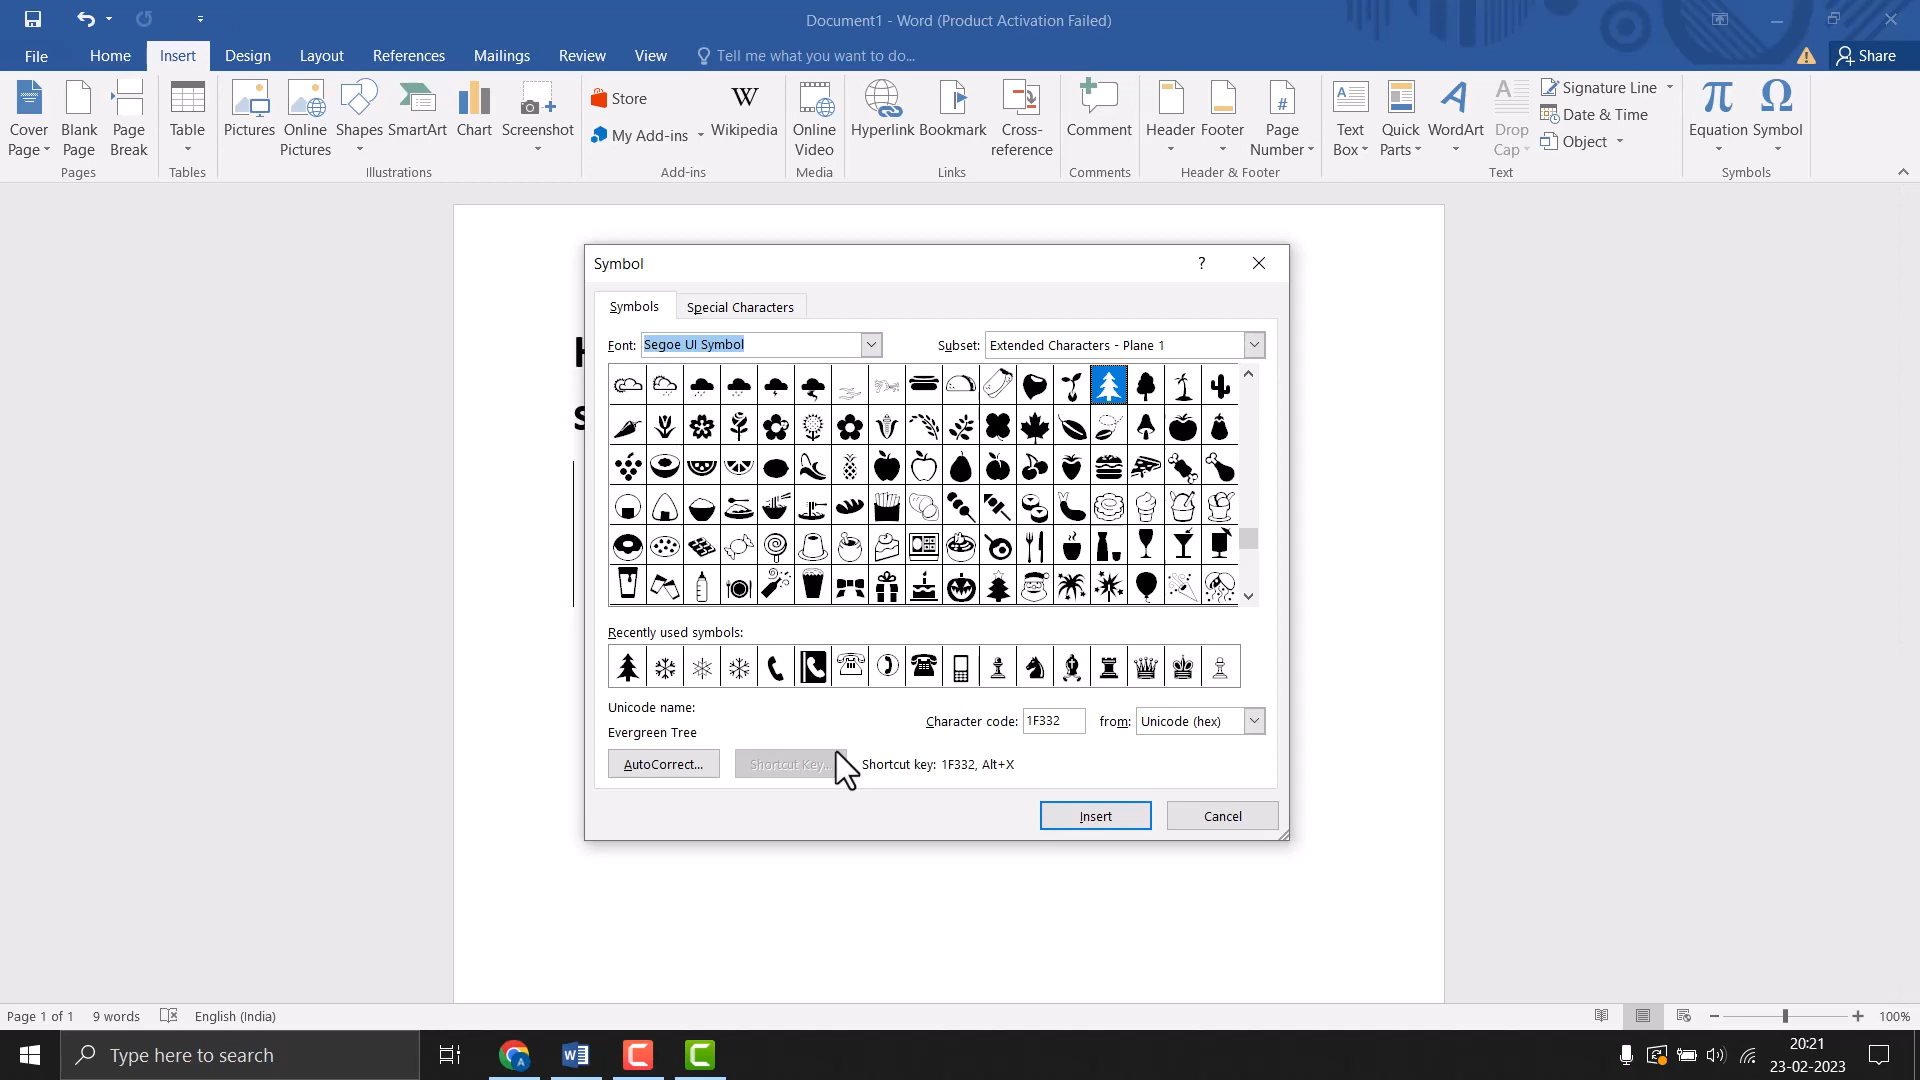 Document1 - Word (Product Activation Failed)
File Home Insert Design Layout References Mailings Review View Tell me what you want to do... Share
Cover Page
Blank Page
Page Break
Table
Pictures
Online Pictures
Shapes
SmartArt
Chart
Screenshot
Store
My Add-ins
W
Wikipedia
Online Video
Hyperlink
Bookmark
Cross-reference
Comment
Header
Footer
Page Number
Text Box
Quick Parts
WordArt
Drop Cap
Signature Line
Date & Time
Object
π
Equation
Ω
Symbol
Pages Tables Illustrations Add-ins Media Links Comments Header & Footer Text Symbols
Symbol ?
Symbols Special Characters
Font: Segoe UI Symbol Subset: Extended Characters - Plane 1
Recently used symbols:
Unicode name:
Evergreen Tree
Character code: 1F332 from: Unicode (hex)
AutoCorrect... Shortcut Key... Shortcut key: 1F332, Alt+X
Insert Cancel
Page 1 of 1 9 words English (India) 100%
Type here to search
20:21
23-02-2023